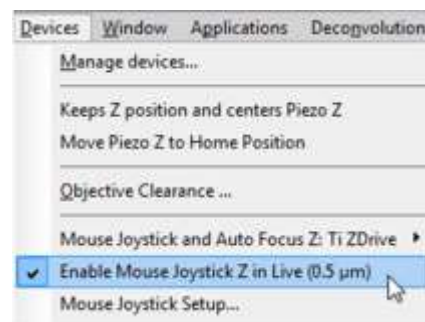 Devices Window Applications Deconvolution
Manage devices...
Keeps Z position and centers Piezo Z
Move Piezo Z to Home Position
Objective Clearance ...
Mouse Joystick and Auto Focus Z: Ti ZDrive
Enable Mouse Joystick Z in Live (0.5 µm)
Mouse Joystick Setup...